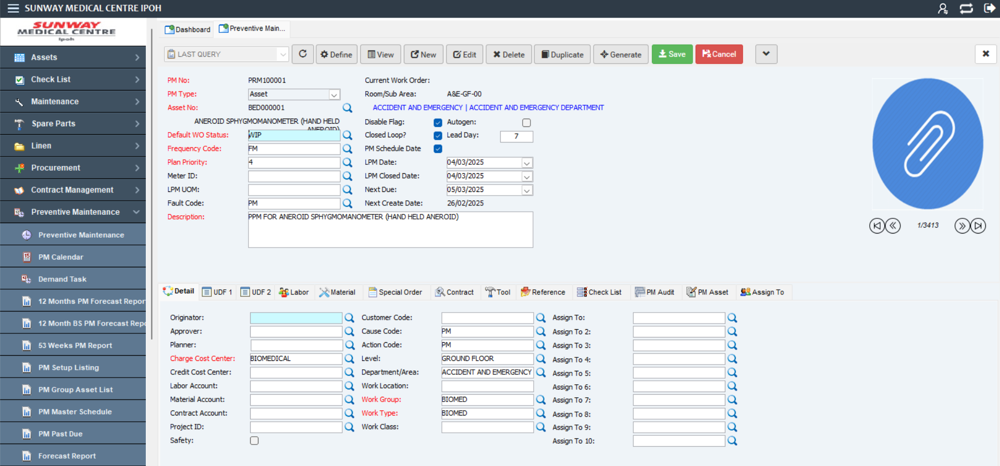 SUNWAY MEDICAL CENTRE IPOH
SUNWAY
MEDICAL CENTRE
Ipoh
Assets
Check List
Maintenance
Spare Parts
Linen
Procurement
Contract Management
Preventive Maintenance
Preventive Maintenance
PM Calendar
Demand Task
12 Months PM Forecast Repor
12 Month BS PM Forecast Repo
53 Weeks PM Report
PM Setup Listing
PM Group Asset List
PM Master Schedule
PM Past Due
Forecast Report
Dashboard Preventive Main...
LAST QUERY Define View New Edit Delete Duplicate Generate Save Cancel
PM No: PRM100001 Current Work Order:
PM Type: Asset Room/Sub Area: A&E-GF-00
Asset No: BED000001 ACCIDENT AND EMERGENCY | ACCIDENT AND EMERGENCY DEPARTMENT
ANEROID SPHYGMOMANOMETER (HAND HELD Disable Flag: Autogen:
ANEROID)
Default WO Status: WIP Closed Loop? Lead Day: 7
Frequency Code: FM PM Schedule Date
Plan Priority: 4 LPM Date: 04/03/2025
Meter ID: LPM Closed Date: 04/03/2025
LPM UOM: Next Due: 05/03/2025
Fault Code: PM Next Create Date: 26/02/2025
Description: PPM FOR ANEROID SPHYGMOMANOMETER (HAND HELD ANEROID)
1/3413
Detail UDF 1 UDF 2 Labor Material Special Order Contract Tool Reference Check List PM Audit PM Asset Assign To
Originator: Customer Code: Assign To:
Approver: Cause Code: PM Assign To 2:
Planner: Action Code: PM Assign To 3:
Charge Cost Center: BIOMEDICAL Level: GROUND FLOOR Assign To 4:
Credit Cost Center: Department/Area: ACCIDENT AND EMERGENCY Assign To 5:
Labor Account: Work Location: Assign To 6:
Material Account: Work Group: BIOMED Assign To 7:
Contract Account: Work Type: BIOMED Assign To 8:
Project ID: Work Class: Assign To 9:
Safety: Assign To 10: